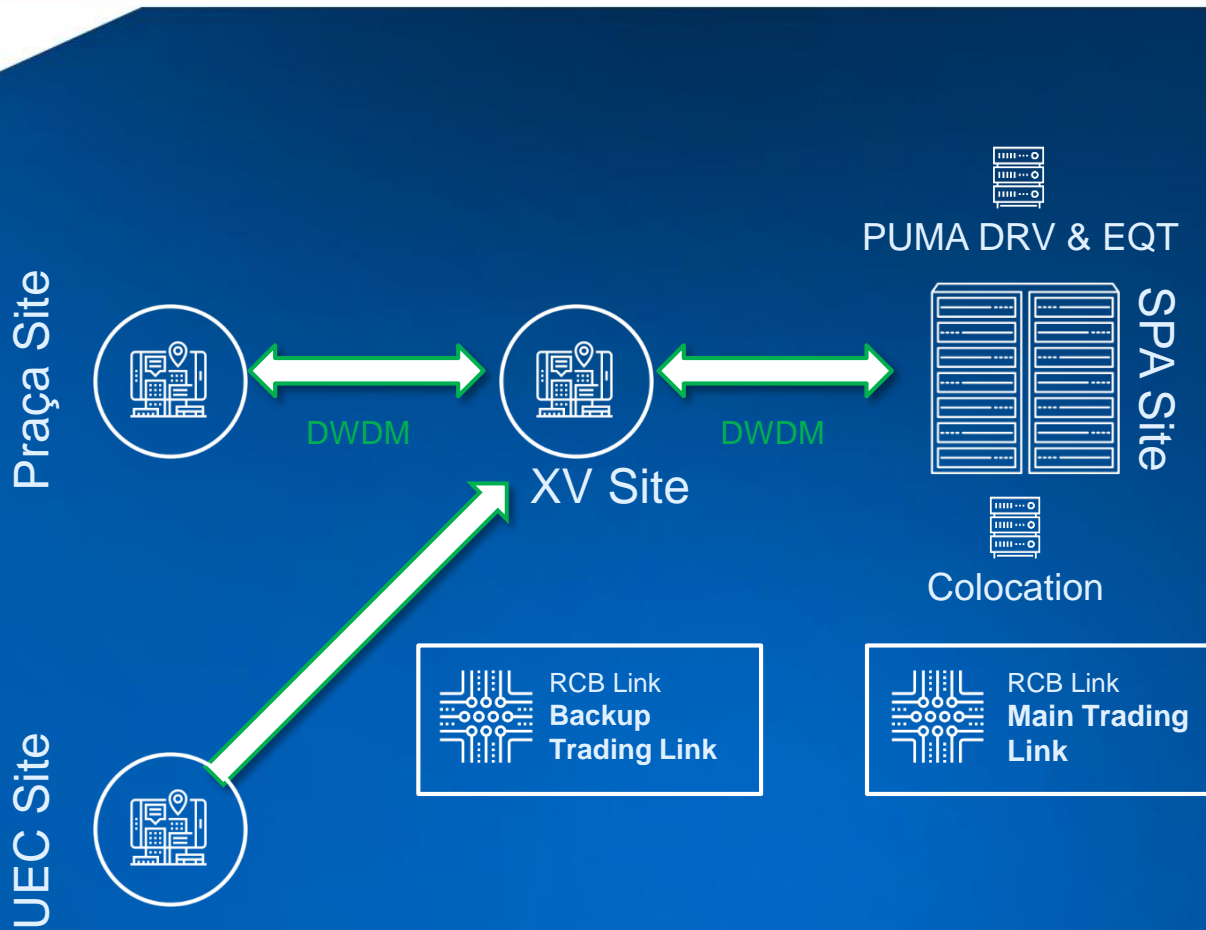 PUMA DRV & EQT
Praça Site
SPA Site
DWDM
DWDM
XV Site
Colocation
RCB Link
Backup
Trading Link
RCB Link
Main Trading
Link
UEC Site